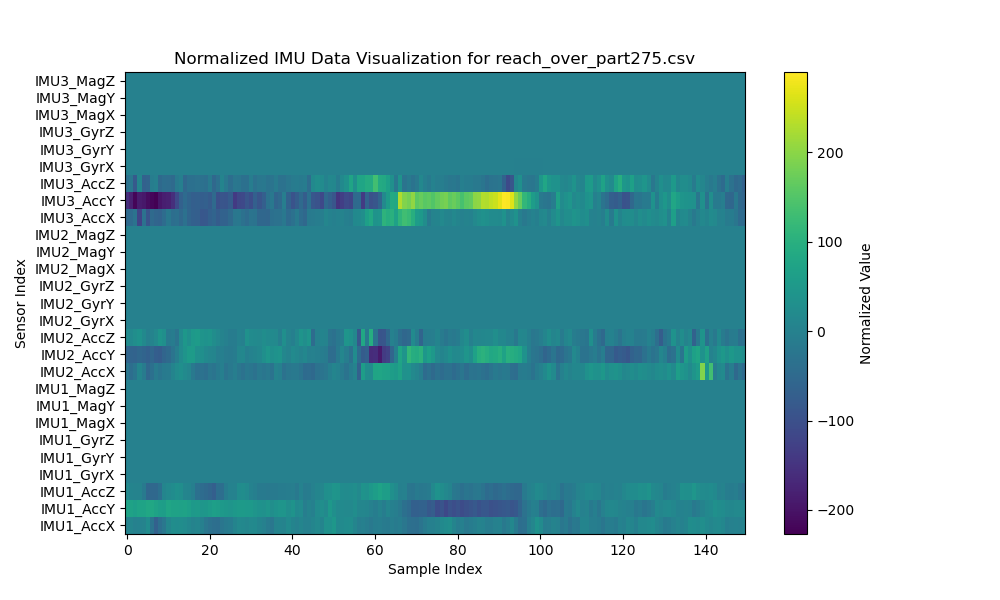 Normalized IMU Data Visualization for reach_over_part275.csv
IMU3_MagZ
IMU3_MagY
IMU3_MagX
IMU3_GyrZ
IMU3_GyrY
IMU3_GyrX
IMU3_AccZ
IMU3_AccY
IMU3_AccX
IMU2_MagZ
IMU2_MagY
IMU2_MagX
IMU2_GyrZ
IMU2_GyrY
IMU2_GyrX
IMU2_AccZ
IMU2_AccY
IMU2_AccX
IMU1_MagZ
IMU1_MagY
IMU1_MagX
IMU1_GyrZ
IMU1_GyrY
IMU1_GyrX
IMU1_AccZ
IMU1_AccY
IMU1_AccX
Sensor Index
0 20 40 60 80 100 120 140
Sample Index
200
100
0
−100
−200
Normalized Value